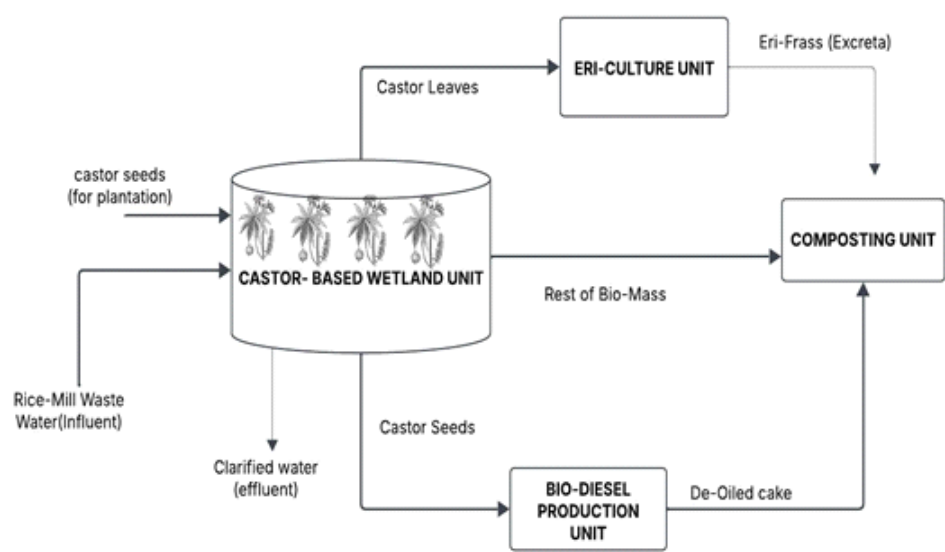 Eri-Frass (Excreta)
ERI-CULTURE UNIT
Castor Leaves
castor seeds
(for plantation)
COMPOSTING UNIT
CASTOR- BASED WETLAND UNIT
Rest of Bio-Mass
Rice-Mill Waste
Water(Influent)
Castor Seeds
Clarified water
(effluent)
BIO-DIESEL
PRODUCTION
UNIT
De-Oiled cake